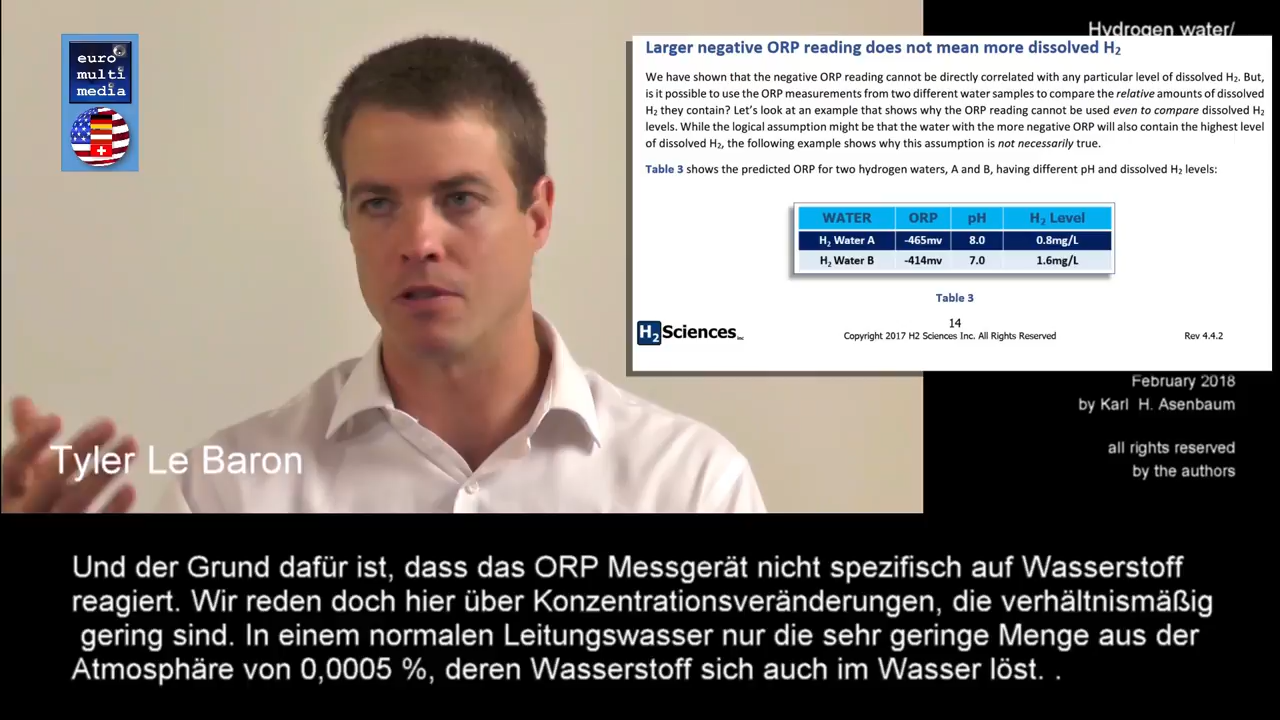 euro
multi
media
Hydrogen water/
Larger negative ORP reading does not mean more dissolved H₂
We have shown that the negative ORP reading cannot be directly correlated with any particular level of dissolved H₂. But,
is it possible to use the ORP measurements from two different water samples to compare the relative amounts of dissolved
H₂ they contain? Let's look at an example that shows why the ORP reading cannot be used even to compare dissolved H₂
levels. While the logical assumption might be that the water with the more negative ORP will also contain the highest level
of dissolved H₂, the following example shows why this assumption is not necessarily true.
Table 3 shows the predicted ORP for two hydrogen waters, A and B, having different pH and dissolved H₂ levels:
WATER ORP pH H₂ Level
H₂ Water A -465mv 8.0 0.8mg/L
H₂ Water B -414mv 7.0 1.6mg/L
Table 3
14
H₂Sciences Inc Copyright 2017 H2 Sciences Inc. All Rights Reserved Rev 4.4.2
February 2018
by Karl H. Asenbaum
all rights reserved
by the authors
Tyler Le Baron
Und der Grund dafür ist, dass das ORP Messgerät nicht spezifisch auf Wasserstoff
reagiert. Wir reden doch hier über Konzentrationsveränderungen, die verhältnismäßig
gering sind. In einem normalen Leitungswasser nur die sehr geringe Menge aus der
Atmosphäre von 0,0005 %, deren Wasserstoff sich auch im Wasser löst. .